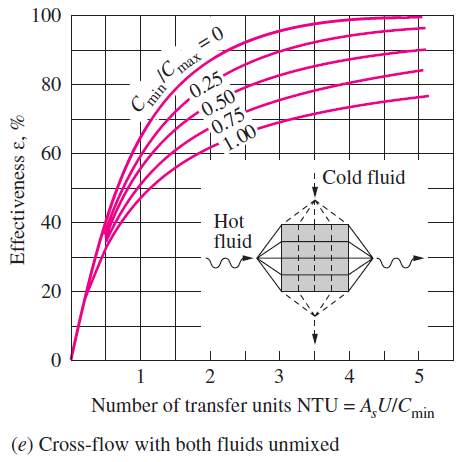 100
80
60
40
20
0
Effectiveness ε, %
Cmin/Cmax = 0
0.25
0.50
0.75
1.00
Cold fluid
Hot
fluid
1 2 3 4 5
Number of transfer units NTU = AsU/Cmin
(e) Cross-flow with both fluids unmixed